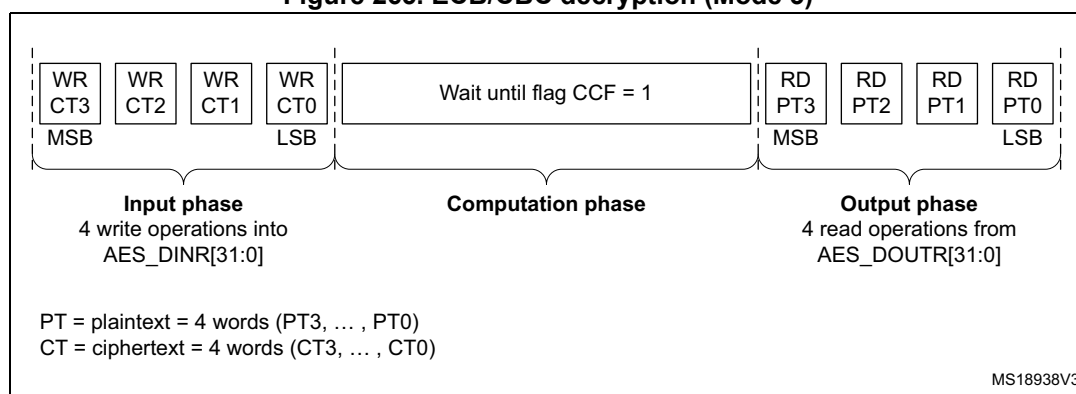 WR WR WR WR
CT3 CT2 CT1 CT0
Wait until flag CCF = 1
RD RD RD RD
PT3 PT2 PT1 PT0
MSB LSB MSB LSB
Input phase
4 write operations into
AES_DINR[31:0]
Computation phase
Output phase
4 read operations from
AES_DOUTR[31:0]
PT = plaintext = 4 words (PT3, … , PT0)
CT = ciphertext = 4 words (CT3, … , CT0)
MS18938V3